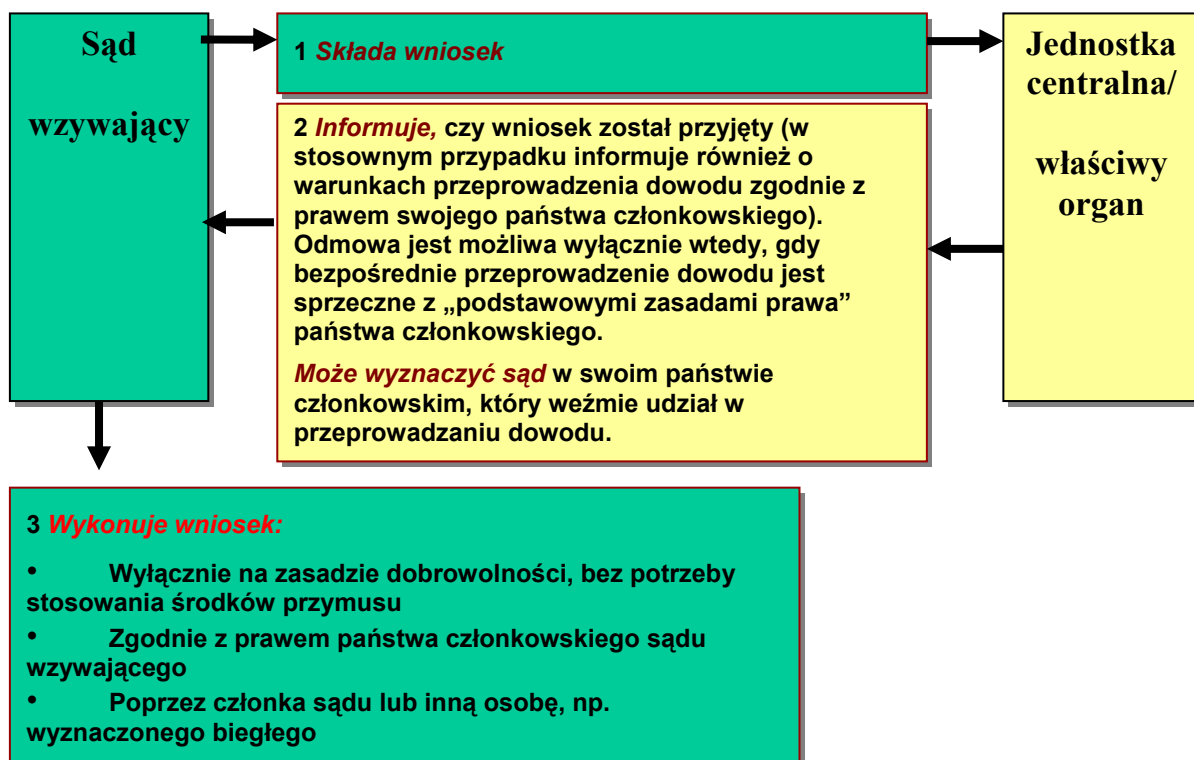 Sąd
wzywający
1 Składa wniosek
Jednostka
centralna/
właściwy
organ
2 Informuje, czy wniosek został przyjęty (w
stosownym przypadku informuje również o
warunkach przeprowadzenia dowodu zgodnie z
prawem swojego państwa członkowskiego).
Odmowa jest możliwa wyłącznie wtedy, gdy
bezpośrednie przeprowadzenie dowodu jest
sprzeczne z „podstawowymi zasadami prawa”
państwa członkowskiego.
Może wyznaczyć sąd w swoim państwie
członkowskim, który weźmie udział w
przeprowadzaniu dowodu.
3 Wykonuje wniosek:
• Wyłącznie na zasadzie dobrowolności, bez potrzeby
stosowania środków przymusu
• Zgodnie z prawem państwa członkowskiego sądu
wzywającego
• Poprzez członka sądu lub inną osobę, np.
wyznaczonego biegłego